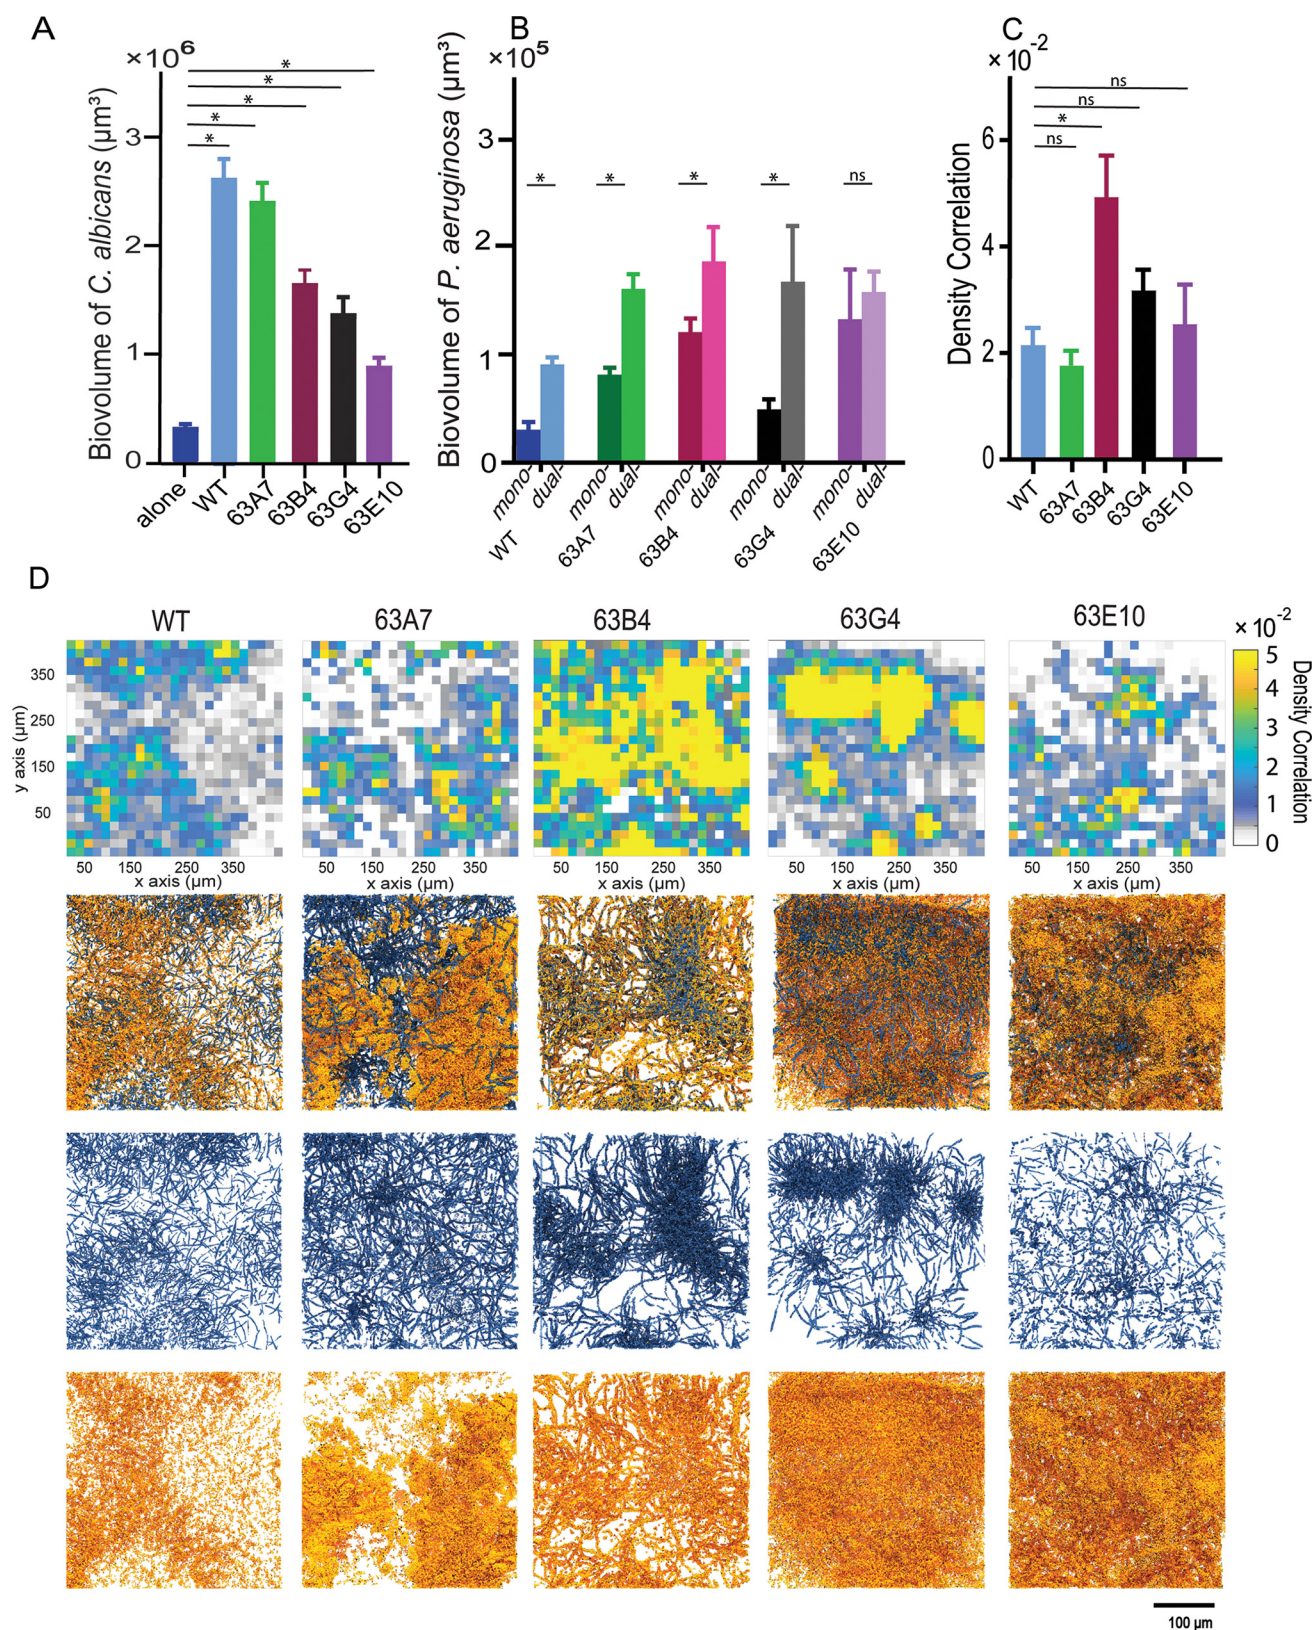 A
×10⁶
Biovolume of C. albicans (µm³)
3
2
1
0
*
*
*
*
*
alone
WT
63A7
63B4
63G4
63E10
B
×10⁵
Biovolume of P. aeruginosa (µm³)
3
2
1
0
*
*
*
*
ns
mono-
dual-
mono-
dual-
mono-
dual-
mono-
dual-
mono-
dual-
WT
63A7
63B4
63G4
63E10
C
×10⁻²
Density Correlation
6
4
2
0
ns
ns
*
ns
WT
63A7
63B4
63G4
63E10
D
WT
63A7
63B4
63G4
63E10
×10⁻²
5
4
3
2
1
0
Density Correlation
y axis (µm)
350
250
150
50
50 150 250 350
x axis (µm)
50 150 250 350
x axis (µm)
50 150 250 350
x axis (µm)
50 150 250 350
x axis (µm)
50 150 250 350
x axis (µm)
100 µm